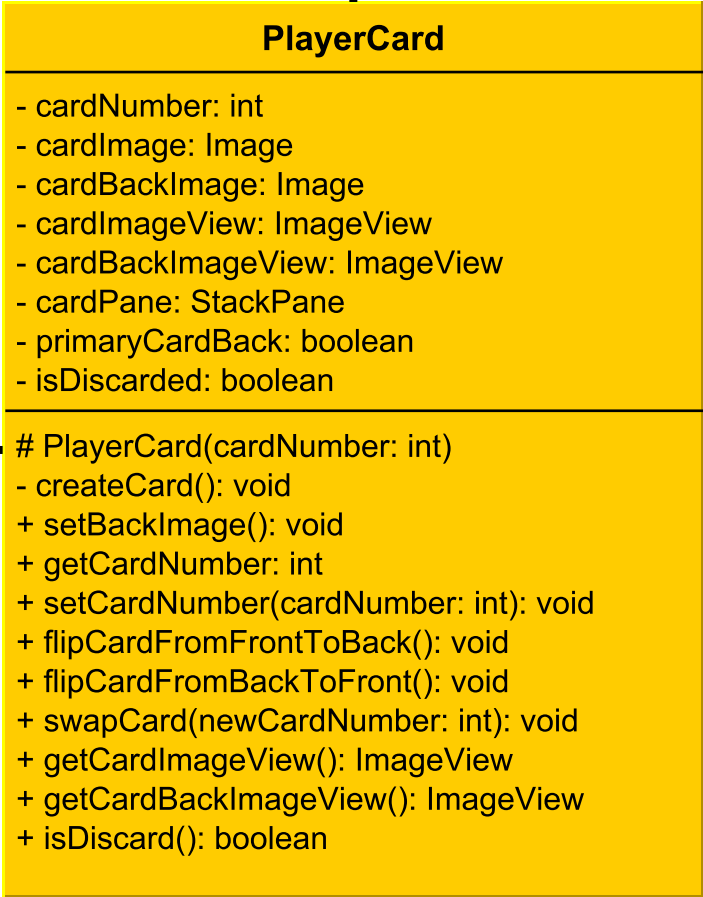 PlayerCard
- cardNumber: int
- cardImage: Image
- cardBackImage: Image
- cardImageView: ImageView
- cardBackImageView: ImageView
- cardPane: StackPane
- primaryCardBack: boolean
- isDiscarded: boolean
# PlayerCard(cardNumber: int)
- createCard(): void
+ setBackImage(): void
+ getCardNumber: int
+ setCardNumber(cardNumber: int): void
+ flipCardFromFrontToBack(): void
+ flipCardFromBackToFront(): void
+ swapCard(newCardNumber: int): void
+ getCardImageView(): ImageView
+ getCardBackImageView(): ImageView
+ isDiscard(): boolean